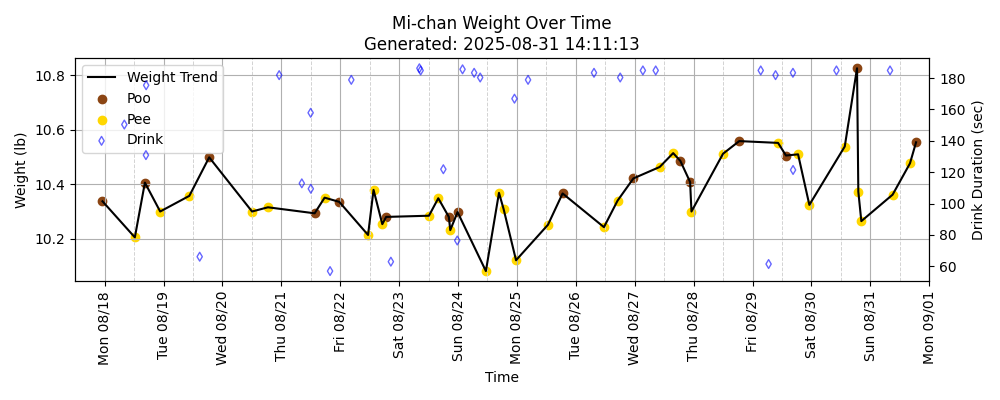 Mi-chan Weight Over Time
Generated: 2025-08-31 14:11:13
Weight (lb)
10.8
10.6
10.4
10.2
Weight Trend
Poo
Pee
Drink
180
160
140
120
100
80
60
Drink Duration (sec)
Mon 08/18
Tue 08/19
Wed 08/20
Thu 08/21
Fri 08/22
Sat 08/23
Sun 08/24
Mon 08/25
Tue 08/26
Wed 08/27
Thu 08/28
Fri 08/29
Sat 08/30
Sun 08/31
Mon 09/01
Time